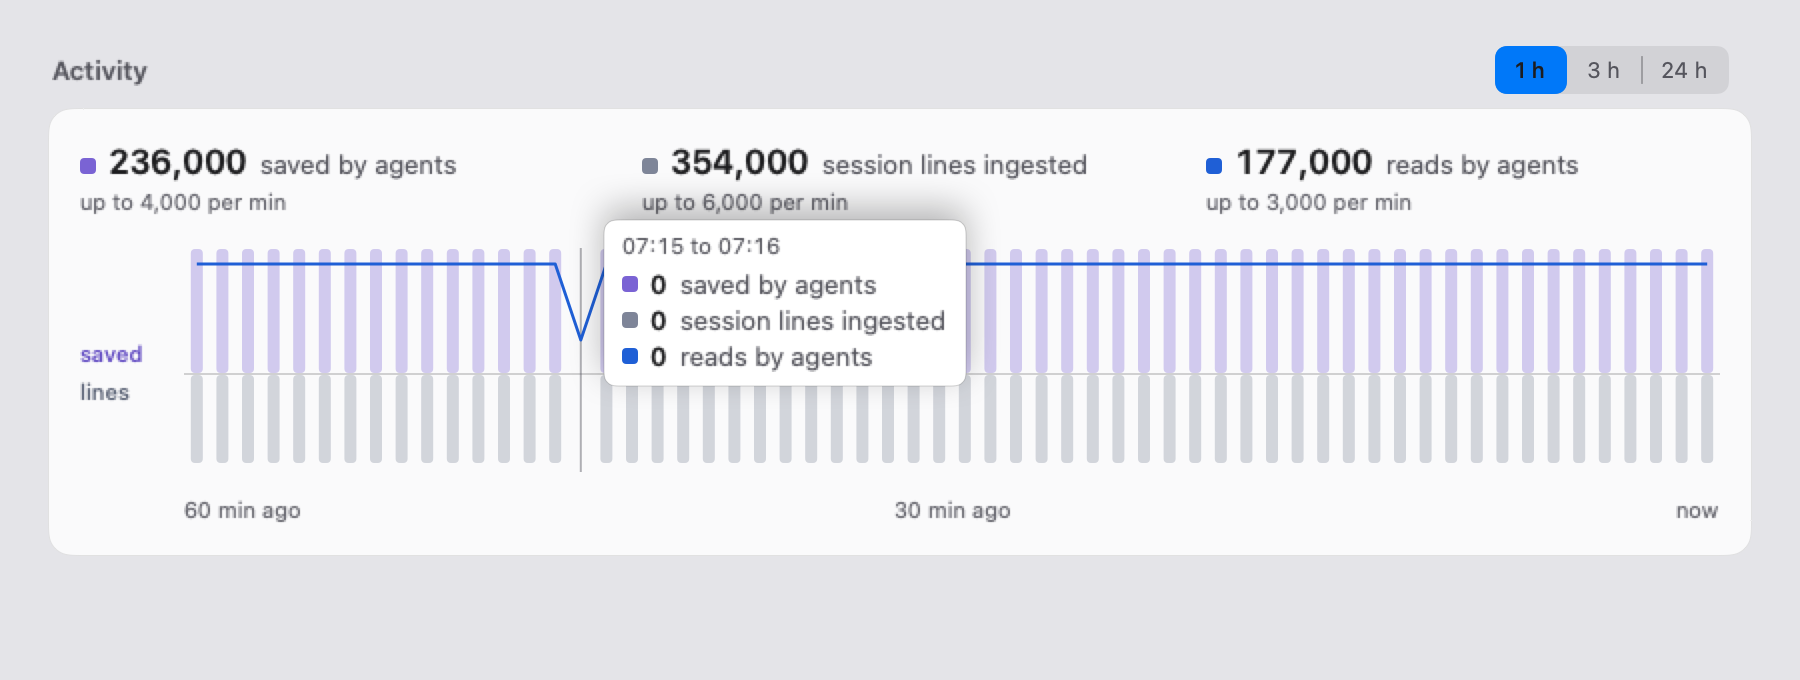 Activity
1 h
3 h
24 h
236,000 saved by agents
up to 4,000 per min
354,000 session lines ingested
up to 6,000 per min
177,000 reads by agents
up to 3,000 per min
07:15 to 07:16
0 saved by agents
0 session lines ingested
0 reads by agents
saved
lines
60 min ago
30 min ago
now